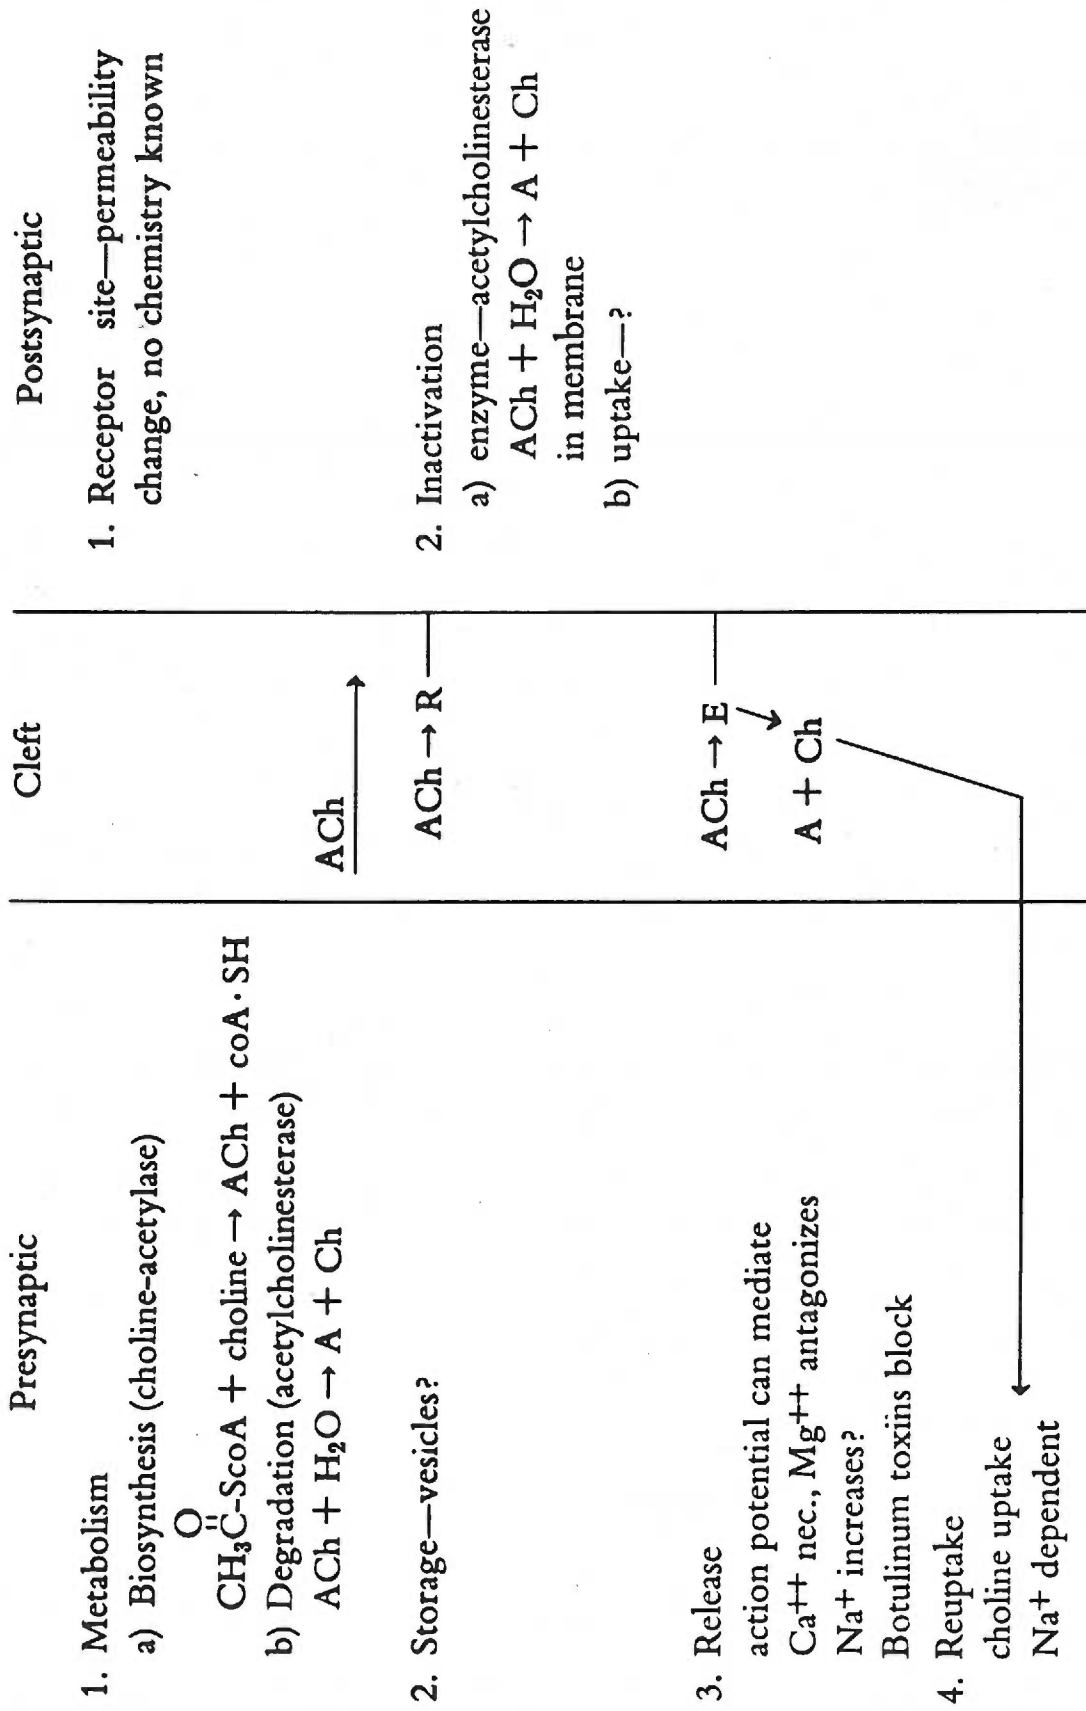 Presynaptic
1. Metabolism
a) Biosynthesis (choline-acetylase)
O
CH₃C–ScoA + choline → ACh + coA · SH
b) Degradation (acetylcholinesterase)
ACh + H₂O → A + Ch
2. Storage—vesicles?
3. Release
action potential can mediate
Ca⁺⁺ nec., Mg⁺⁺ antagonizes
Na⁺ increases?
Botulinum toxins block
4. Reuptake
choline uptake
Na⁺ dependent
Cleft
ACh
ACh → R
ACh → E
A + Ch
Postsynaptic
1. Receptor site—permeability
change, no chemistry known
2. Inactivation
a) enzyme—acetylcholinesterase
ACh + H₂O → A + Ch
in membrane
b) uptake—?